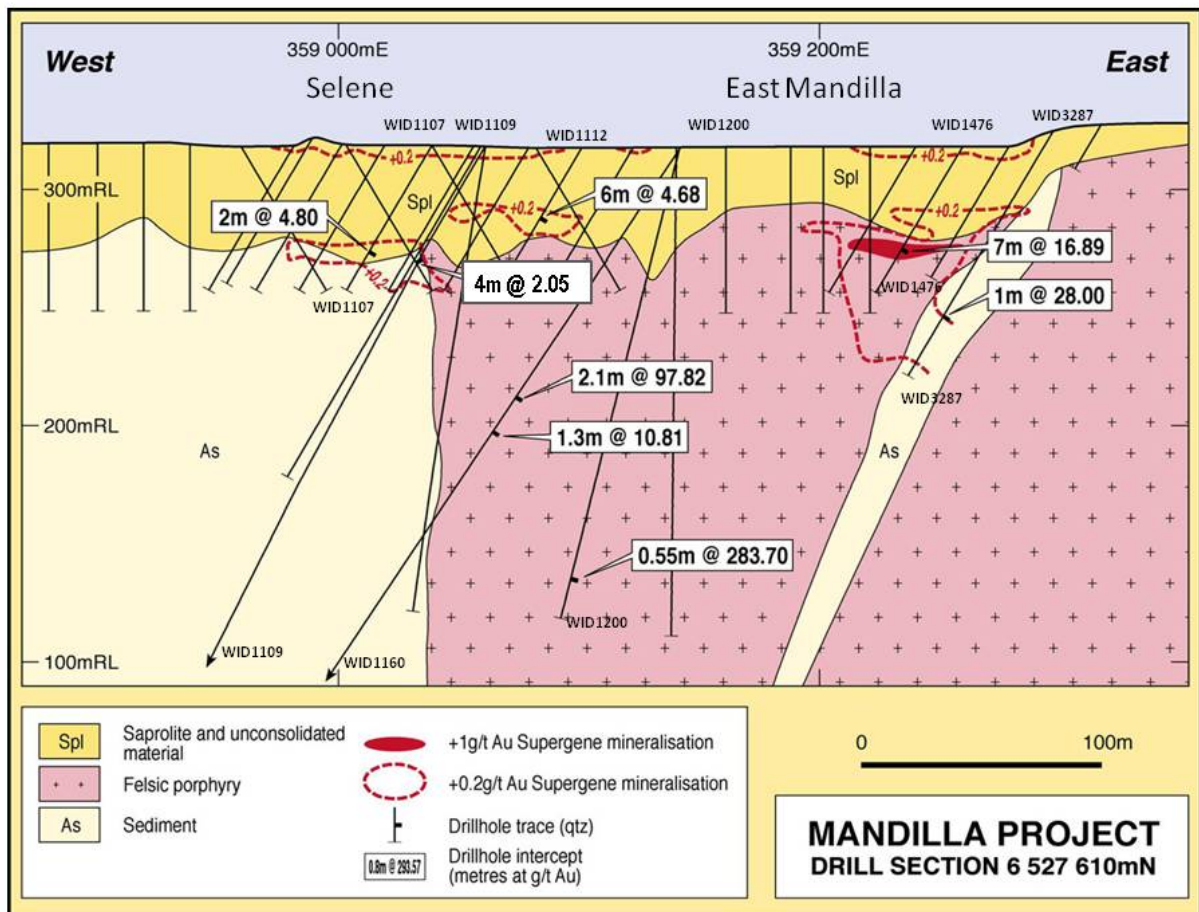 359 000mE
359 200mE
West
East
Selene
East Mandilla
WID1107
WID1109
WID1112
WID1200
WID1476
WID3287
+0.2
+0.2
300mRL
Spl
Spl
6m @ 4.68
+0.2
+0.2
2m @ 4.80
7m @ 16.89
+0.2
4m @ 2.05
WID1476
1m @ 28.00
WID1107
2.1m @ 97.82
WID3287
200mRL
1.3m @ 10.81
As
As
0.55m @ 283.70
WID1200
WID1109
WID1160
100mRL
Spl
Saprolite and unconsolidated
material
Felsic porphyry
As
Sediment
+1g/t Au Supergene mineralisation
+0.2g/t Au Supergene mineralisation
Drillhole trace (qtz)
0.8m @ 293.57
Drillhole intercept
(metres at g/t Au)
0
100m
MANDILLA PROJECT
DRILL SECTION 6 527 610mN